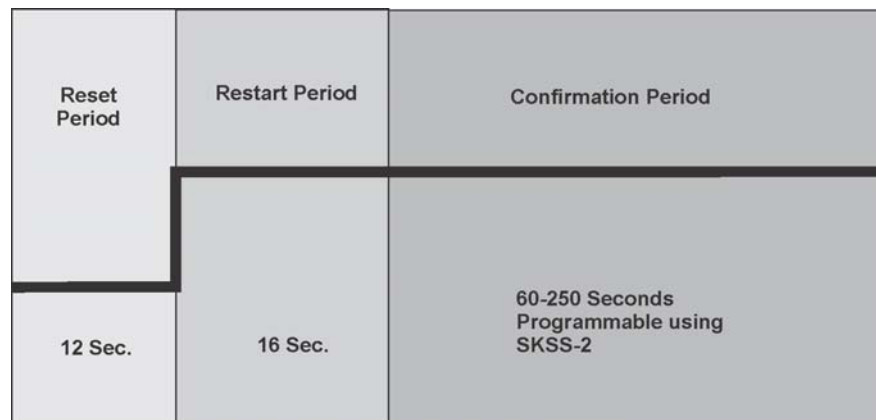 Reset
Period
Restart Period
Confirmation Period
12 Sec.
16 Sec.
60-250 Seconds
Programmable using
SKSS-2